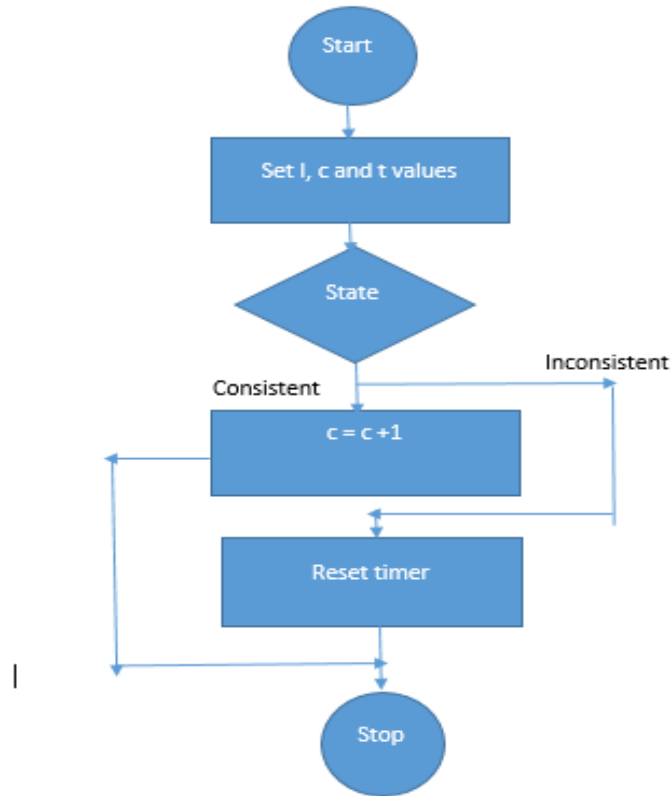 Start
Set I, c and t values
State
Inconsistent
Consistent
c = c +1
Reset timer
Stop